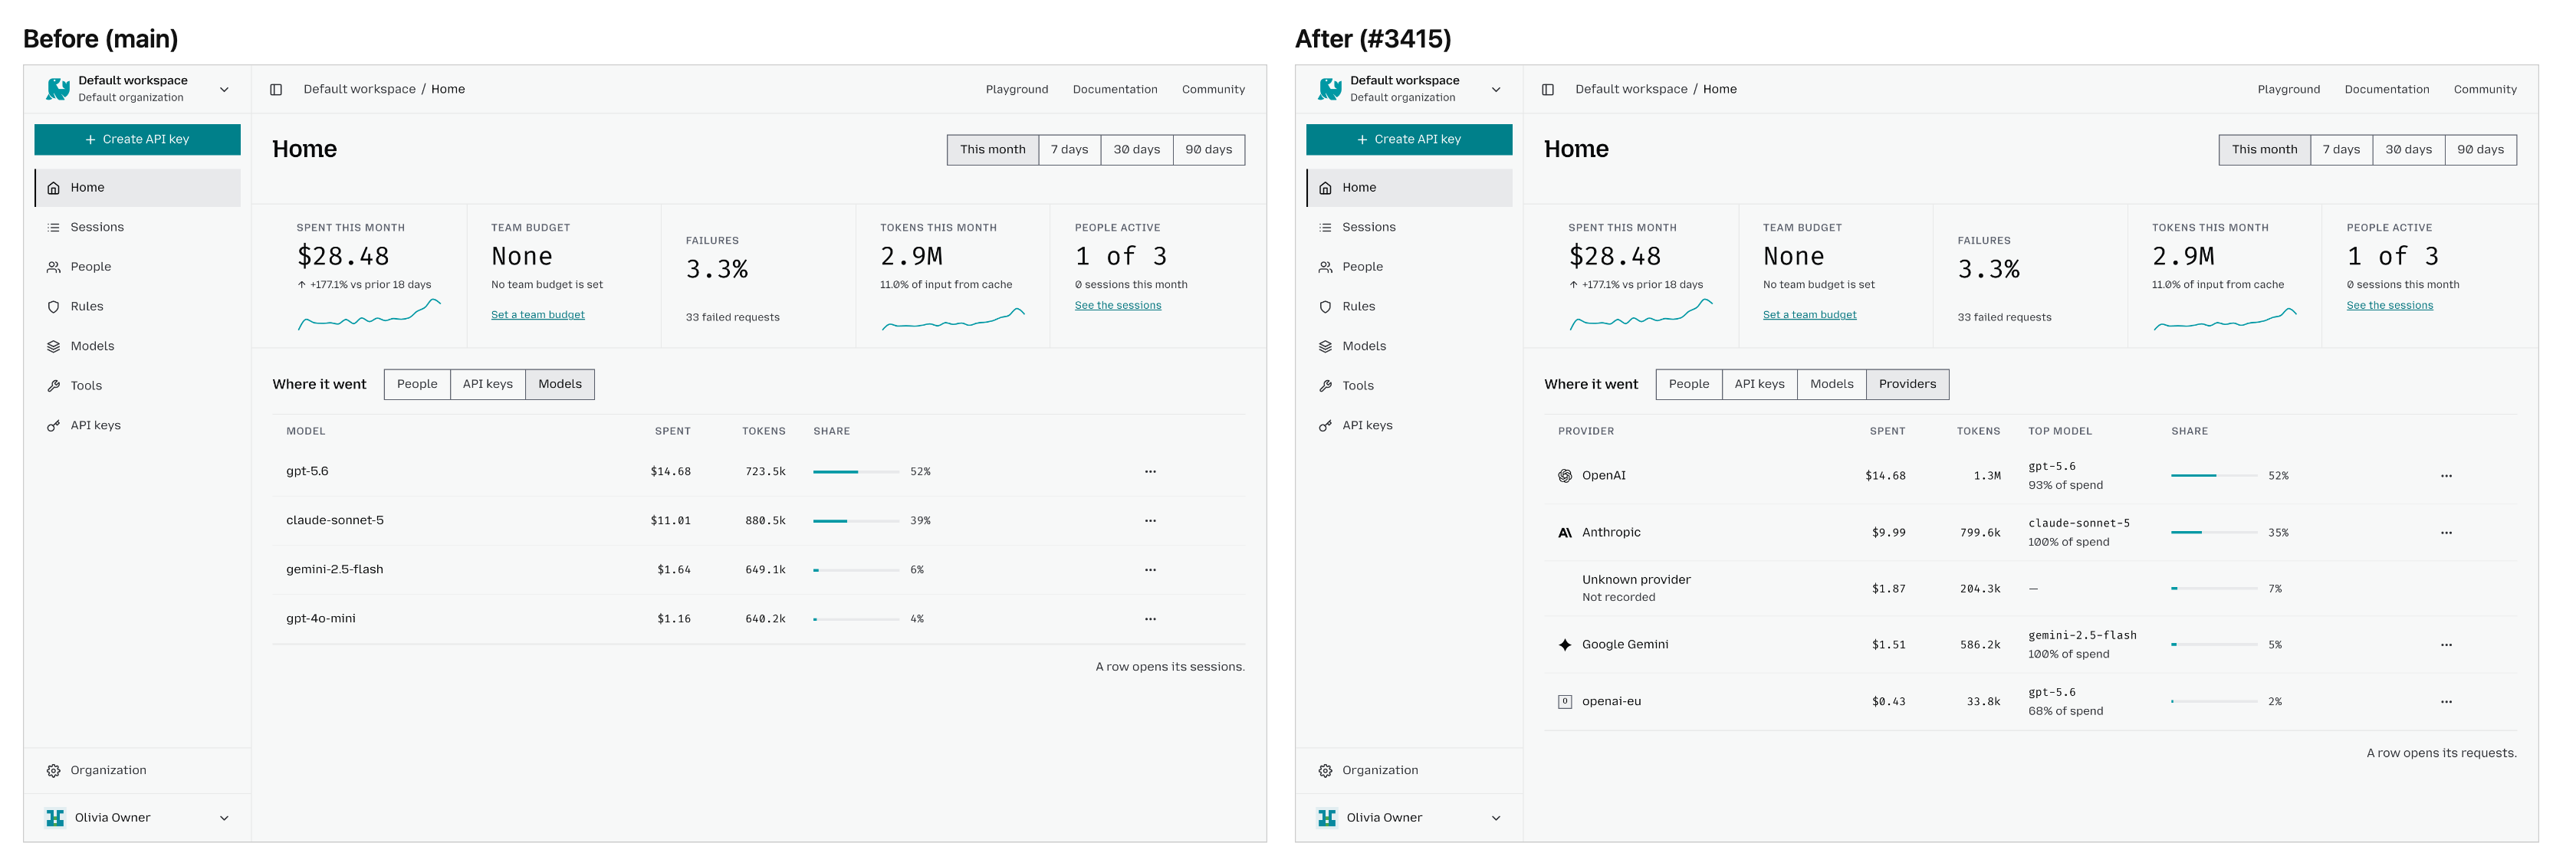 Before (main)
Default workspace
Default organization
Default workspace / Home
Playground Documentation Community
+ Create API key
Home
Sessions
People
Rules
Models
Tools
API keys
Organization
Olivia Owner
Home
This month 7 days 30 days 90 days
SPENT THIS MONTH
$28.48
↑ +177.1% vs prior 18 days
TEAM BUDGET
None
No team budget is set
Set a team budget
FAILURES
3.3%
33 failed requests
TOKENS THIS MONTH
2.9M
11.0% of input from cache
PEOPLE ACTIVE
1 of 3
0 sessions this month
See the sessions
Where it went People API keys Models
MODEL SPENT TOKENS SHARE
gpt-5.6 $14.68 723.5k 52% ...
claude-sonnet-5 $11.01 880.5k 39% ...
gemini-2.5-flash $1.64 649.1k 6% ...
gpt-4o-mini $1.16 640.2k 4% ...
A row opens its sessions.
After (#3415)
Default workspace
Default organization
Default workspace / Home
Playground Documentation Community
+ Create API key
Home
Sessions
People
Rules
Models
Tools
API keys
Organization
Olivia Owner
Home
This month 7 days 30 days 90 days
SPENT THIS MONTH
$28.48
↑ +177.1% vs prior 18 days
TEAM BUDGET
None
No team budget is set
Set a team budget
FAILURES
3.3%
33 failed requests
TOKENS THIS MONTH
2.9M
11.0% of input from cache
PEOPLE ACTIVE
1 of 3
0 sessions this month
See the sessions
Where it went People API keys Models Providers
PROVIDER SPENT TOKENS TOP MODEL SHARE
OpenAI $14.68 1.3M gpt-5.6 52% ...
93% of spend
Anthropic $9.99 799.6k claude-sonnet-5 35% ...
100% of spend
Unknown provider $1.87 204.3k — 7%
Not recorded
Google Gemini $1.51 586.2k gemini-2.5-flash 5% ...
100% of spend
O openai-eu $0.43 33.8k gpt-5.6 2% ...
68% of spend
A row opens its requests.